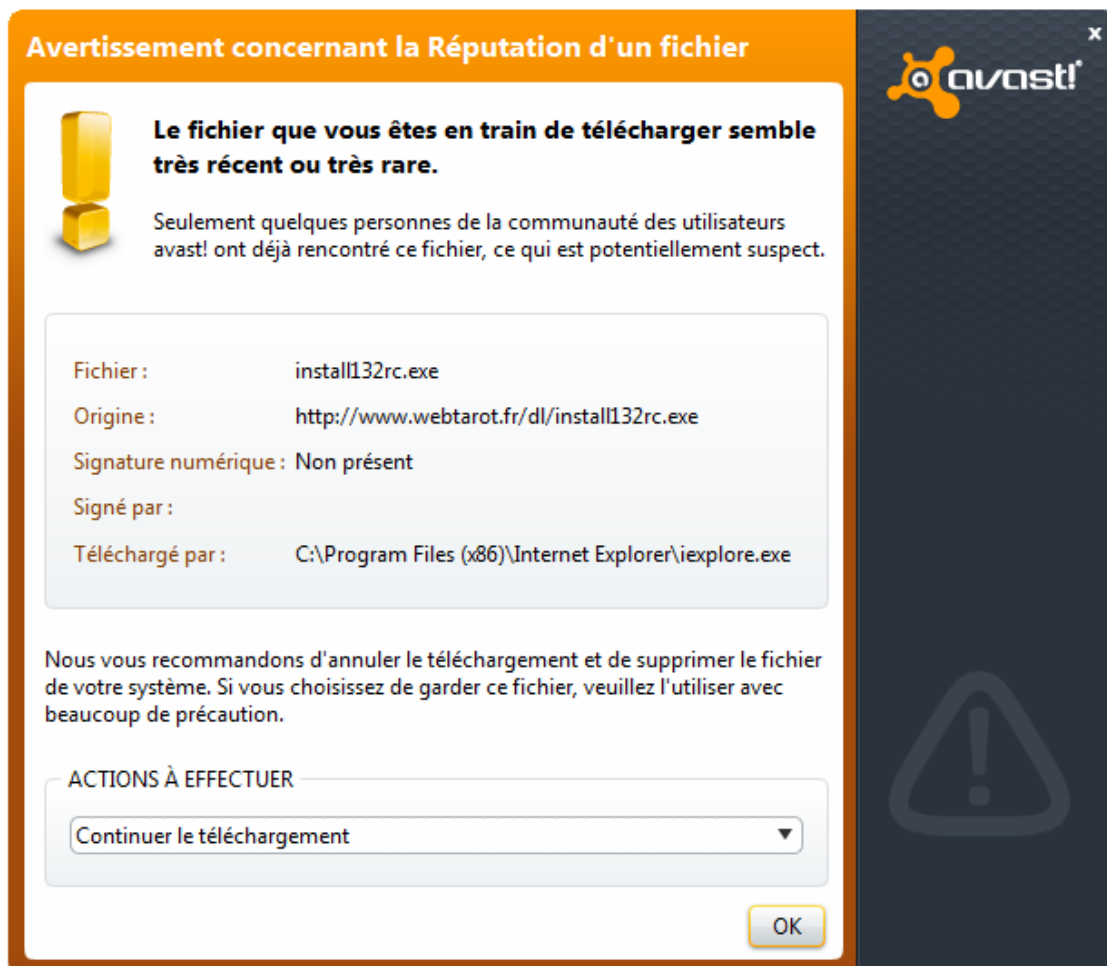 Avertissement concernant la Réputation d'un fichier
x
avast!
Le fichier que vous êtes en train de télécharger semble
très récent ou très rare.
Seulement quelques personnes de la communauté des utilisateurs
avast! ont déjà rencontré ce fichier, ce qui est potentiellement suspect.
Fichier : install132rc.exe
Origine : http://www.webtarot.fr/dl/install132rc.exe
Signature numérique : Non présent
Signé par :
Téléchargé par : C:\Program Files (x86)\Internet Explorer\iexplore.exe
Nous vous recommandons d'annuler le téléchargement et de supprimer le fichier
de votre système. Si vous choisissez de garder ce fichier, veuillez l'utiliser avec
beaucoup de précaution.
ACTIONS À EFFECTUER
Continuer le téléchargement
OK